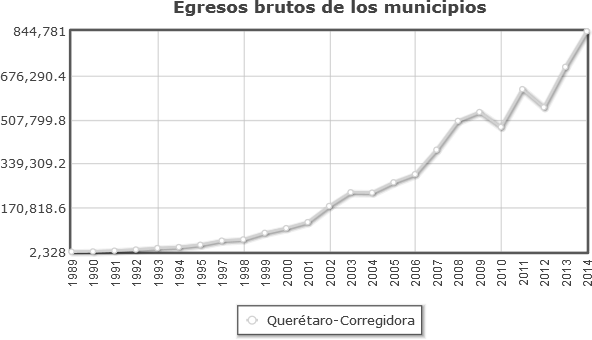 Egresos brutos de los municipios
844,781
676,290.4
507,799.8
339,309.2
170,818.6
2,328
1989 1990 1991 1992 1993 1994 1995 1997 1998 1999 2000 2001 2002 2003 2004 2005 2006 2007 2008 2009 2010 2011 2012 2013 2014
Querétaro-Corregidora